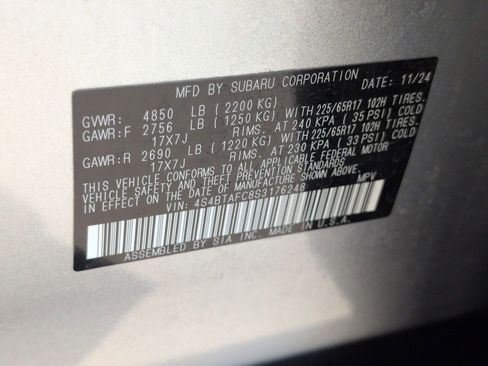 MFD BY SUBARU CORPORATION DATE: 11/24
GVWR: 4850 LB (2200 KG)
GAWR:F 2756 LB (1250 KG) WITH 225/65R17 102H TIRES.
17X7J RIMS. AT 240 KPA (35 PSI) COLD
GAWR:R 2690 LB (1220 KG) WITH 225/65R17 102H TIRES.
17X7J RIMS. AT 230 KPA (33 PSI) COLD
THIS VEHICLE CONFORMS TO ALL APPLICABLE FEDERAL MOTOR
VEHICLE SAFETY AND THEFT PREVENTION STANDARDS
IN EFFECT ON THE DATE OF MANUFACTURE SHOWN ABOVE.
VIN: 4S4BTAFC8S3176248 MPV
ASSEMBLED BY SIA INC. MADE IN U.S.A.